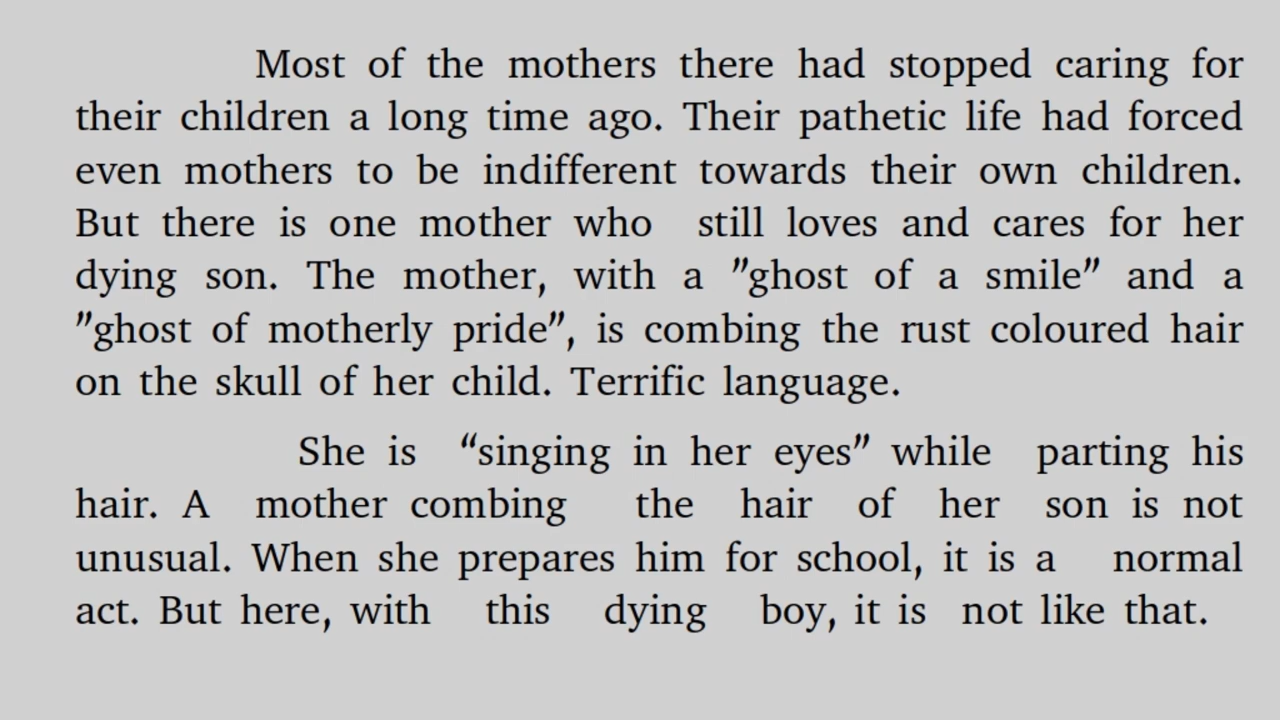 Most of the mothers there had stopped caring for
their children a long time ago. Their pathetic life had forced
even mothers to be indifferent towards their own children.
But there is one mother who still loves and cares for her
dying son. The mother, with a "ghost of a smile" and a
"ghost of motherly pride", is combing the rust coloured hair
on the skull of her child. Terrific language.
She is “singing in her eyes” while parting his
hair. A mother combing the hair of her son is not
unusual. When she prepares him for school, it is a normal
act. But here, with this dying boy, it is not like that.